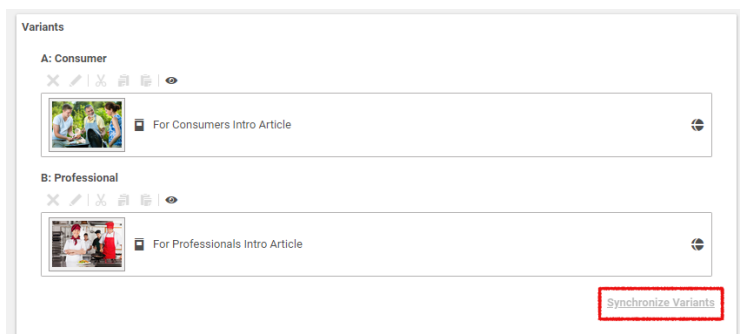 Variants
A: Consumer
For Consumers Intro Article
B: Professional
For Professionals Intro Article
Synchronize Variants